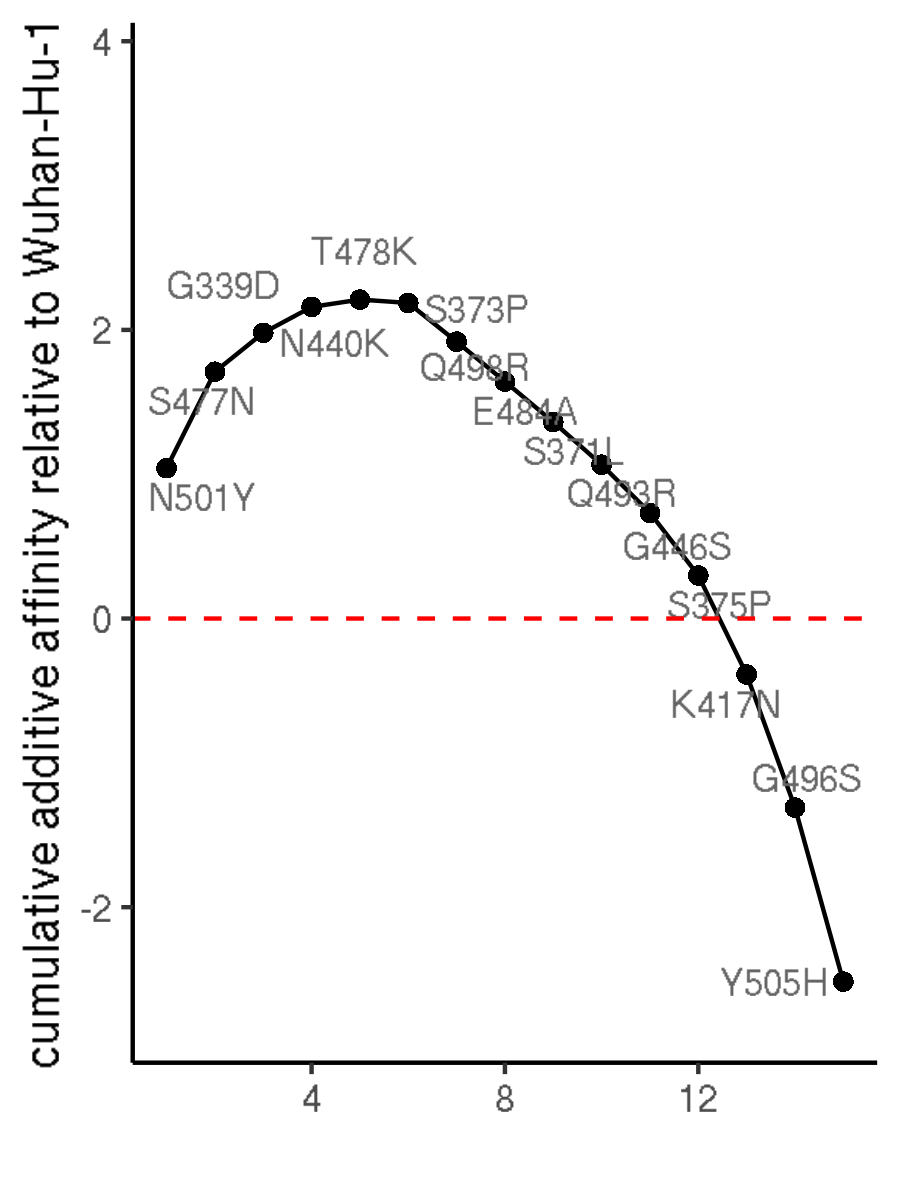 cumulative additive affinity relative to Wuhan-Hu-1
4
2
0
-2
T478K
G339D
S373P
N440K
Q498R
S477N
E484A
S371L
N501Y
Q493R
G446S
S375P
K417N
G496S
Y505H
4
8
12